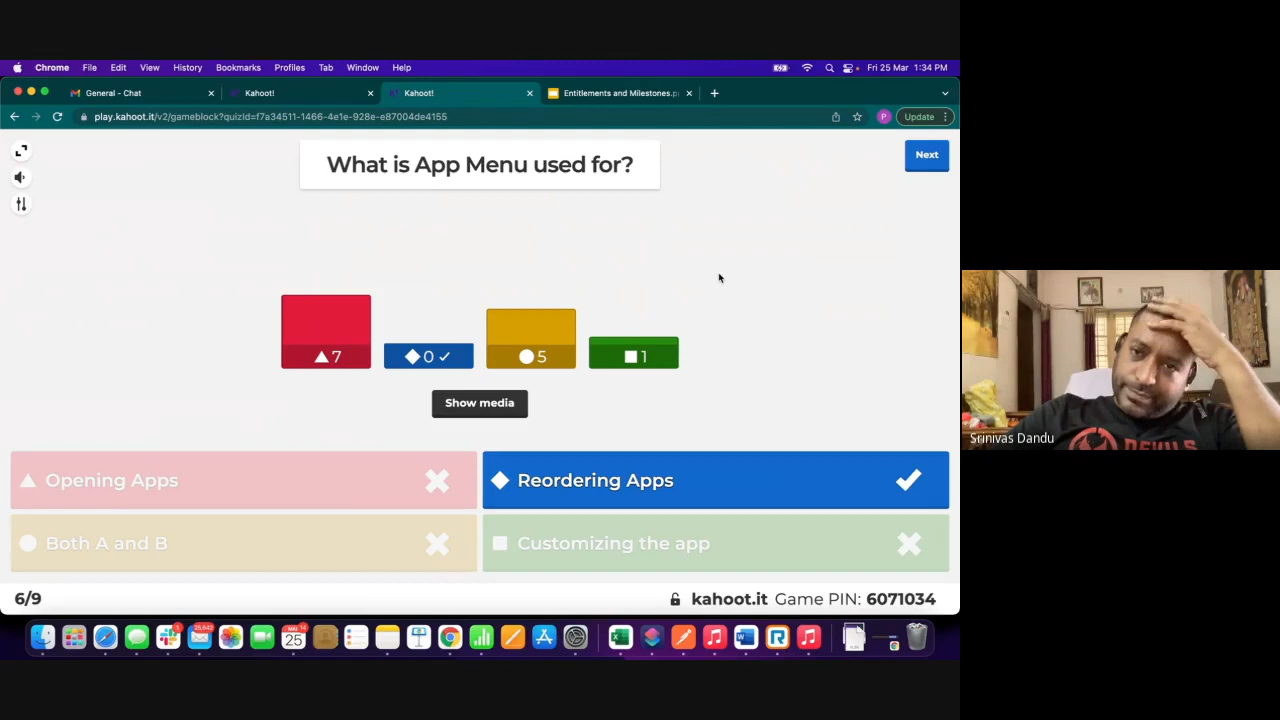 Chrome File Edit View History Bookmarks Profiles Tab Window Help Fri 25 Mar 1:34 PM
General - Chat Kahoot! Kahoot! Entitlements and Milestones.p
play.kahoot.it/v2/gameblock?quizId=f7a34511-1466-4e1e-928e-e87004de4155 P Update
What is App Menu used for?
Next
7 0 5 1
Show media
Opening Apps
Reordering Apps
Both A and B
Customizing the app
6/9
kahoot.it Game PIN: 6071034
25
Srinivas Dandu
DEVILS